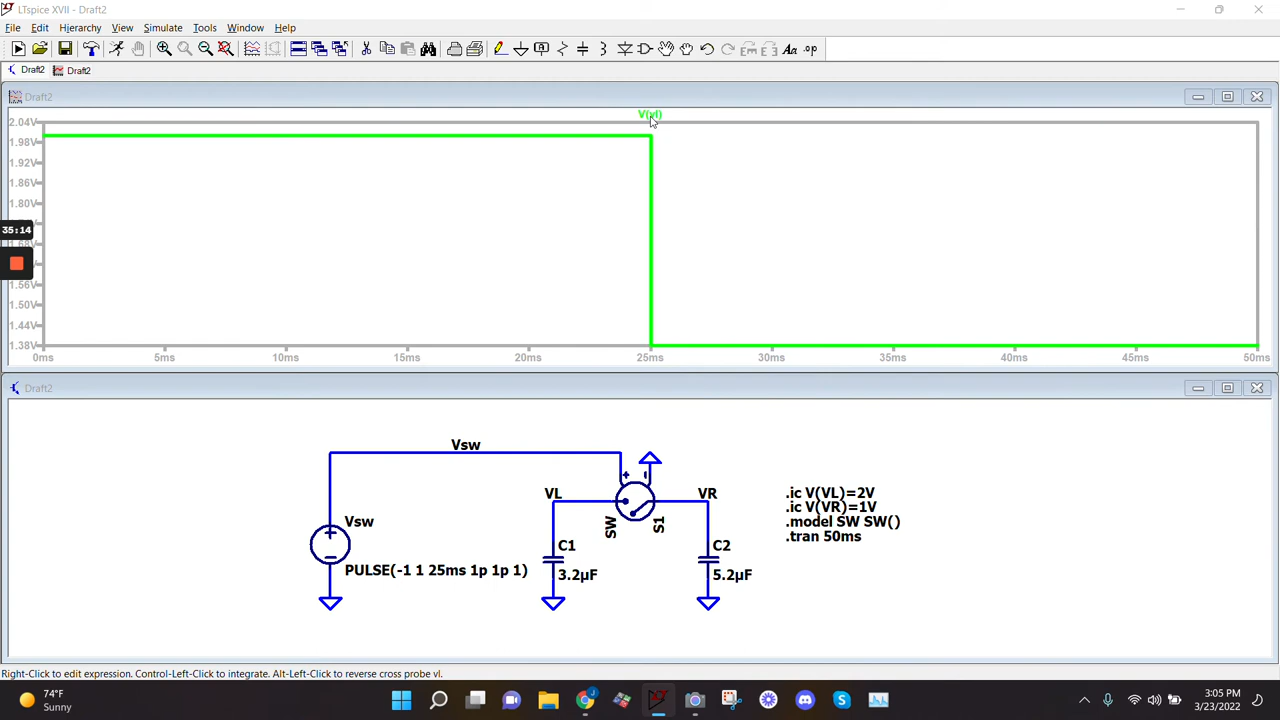 LTspice XVII - Draft2
File Edit Hierarchy View Simulate Tools Window Help
Draft2 Draft2
Draft2
V(vl)
2.04V
1.98V
1.92V
1.86V
1.80V
35:14
1.56V
1.50V
1.44V
1.38V
0ms 5ms 10ms 15ms 20ms 25ms 30ms 35ms 40ms 45ms 50ms
Draft2
Vsw
VL
VR
Vsw
SW
S1
C1
C2
3.2µF
5.2µF
PULSE(-1 1 25ms 1p 1p 1)
.ic V(VL)=2V
.ic V(VR)=1V
.model SW SW()
.tran 50ms
Right-Click to edit expression. Control-Left-Click to integrate. Alt-Left-Click to reverse cross probe vl.
74°F
Sunny
3:05 PM
3/23/2022